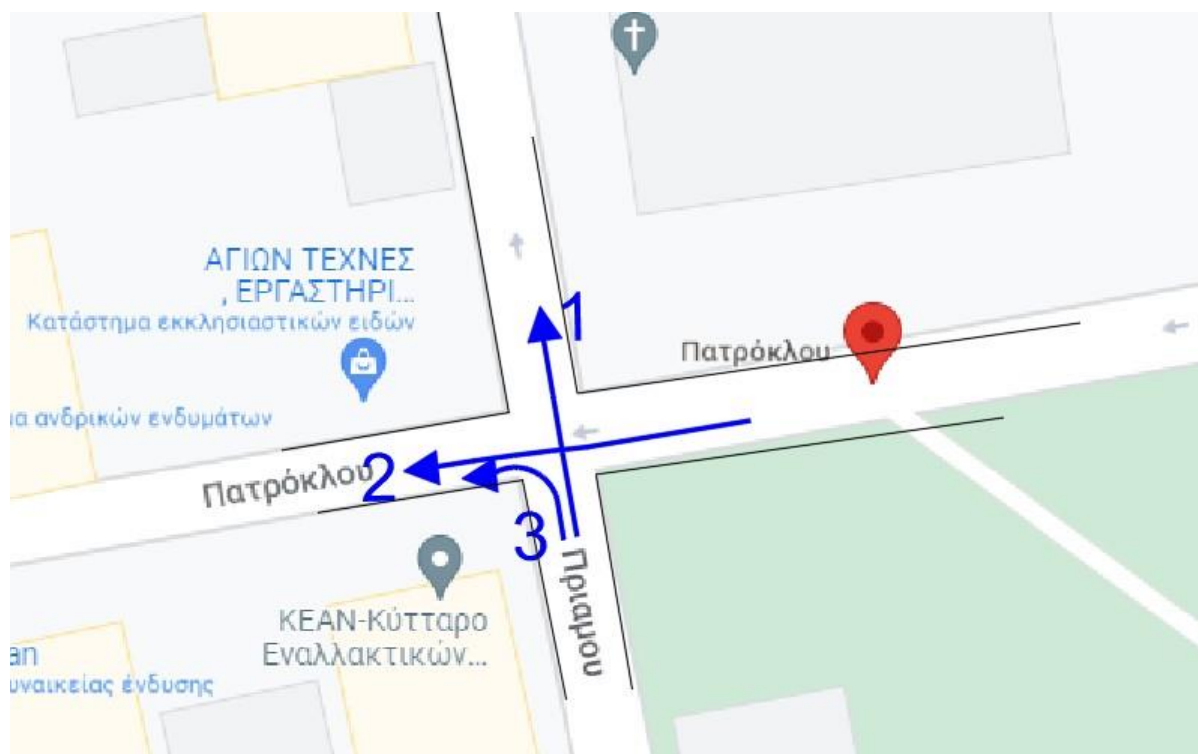 ΑΓΙΩΝ ΤΕΧΝΕΣ
, ΕΡΓΑΣΤΗΡΙ...
Κατάστημα εκκλησιαστικών ειδών
1
Πατρόκλου
α ανδρικών ενδυμάτων
Πατρόκλου
2
3
Πριαμου
ΚΕΑΝ-Κύτταρο
Εναλλακτικών...
an
υναικείας ένδυσης